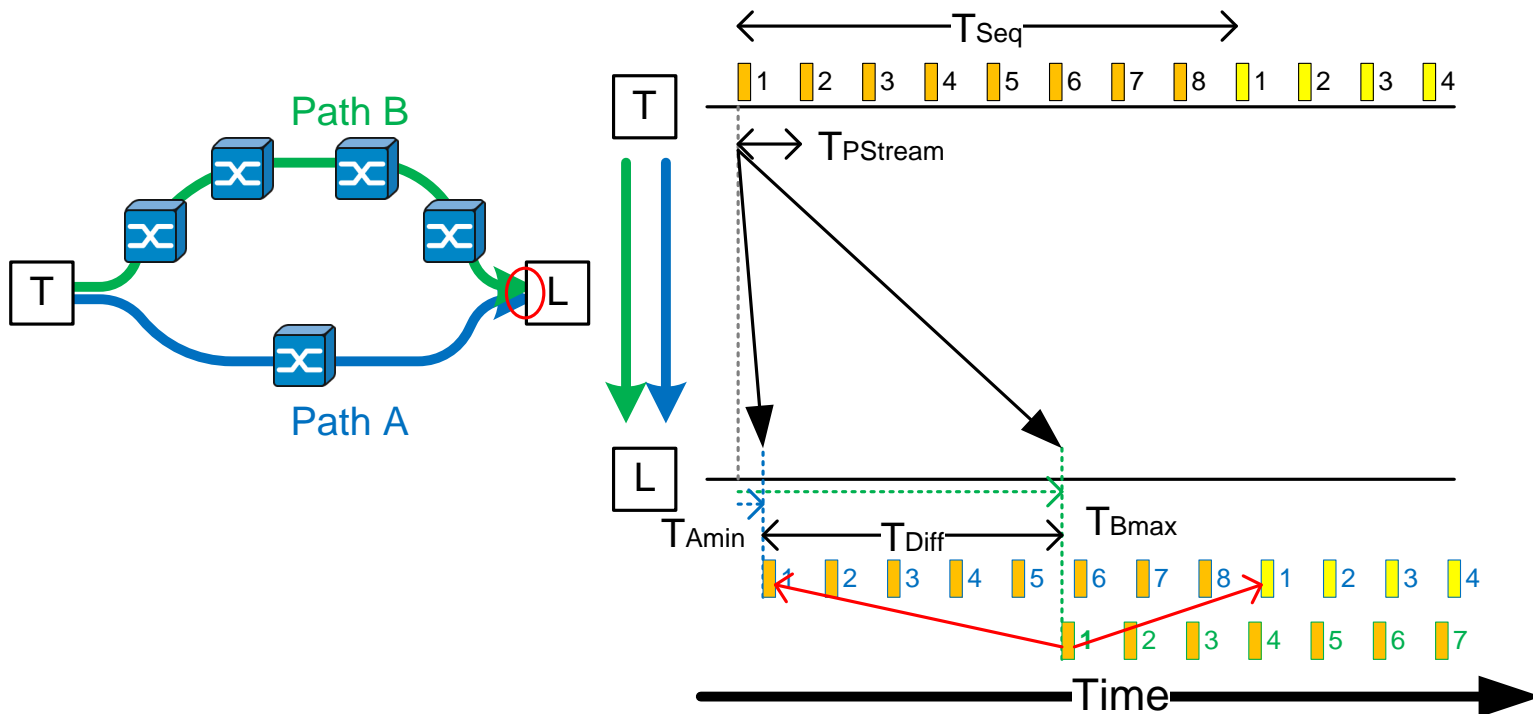 TSeq
1 2 3 4 5 6 7 8 1 2 3 4
T
Path B
TPStream
T
L
Path A
L
TAmin
TDiff
TBmax
1 2 3 4 5 6 7 8 1 2 3 4
1 2 3 4 5 6 7
Time